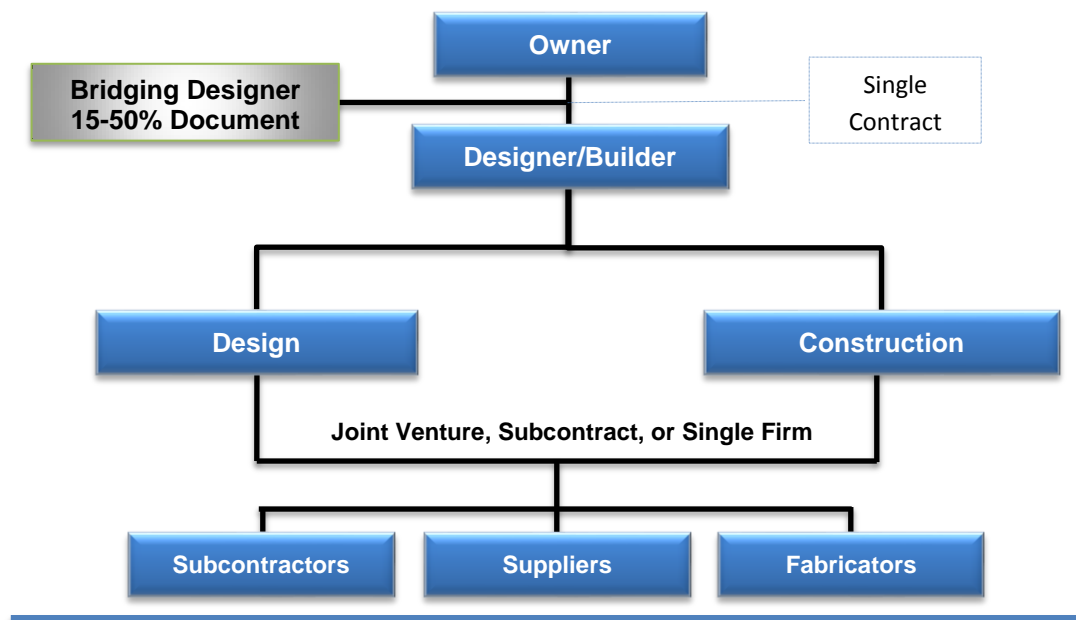 Owner
Bridging Designer
15-50% Document
Single
Contract
Designer/Builder
Design
Construction
Joint Venture, Subcontract, or Single Firm
Subcontractors
Suppliers
Fabricators